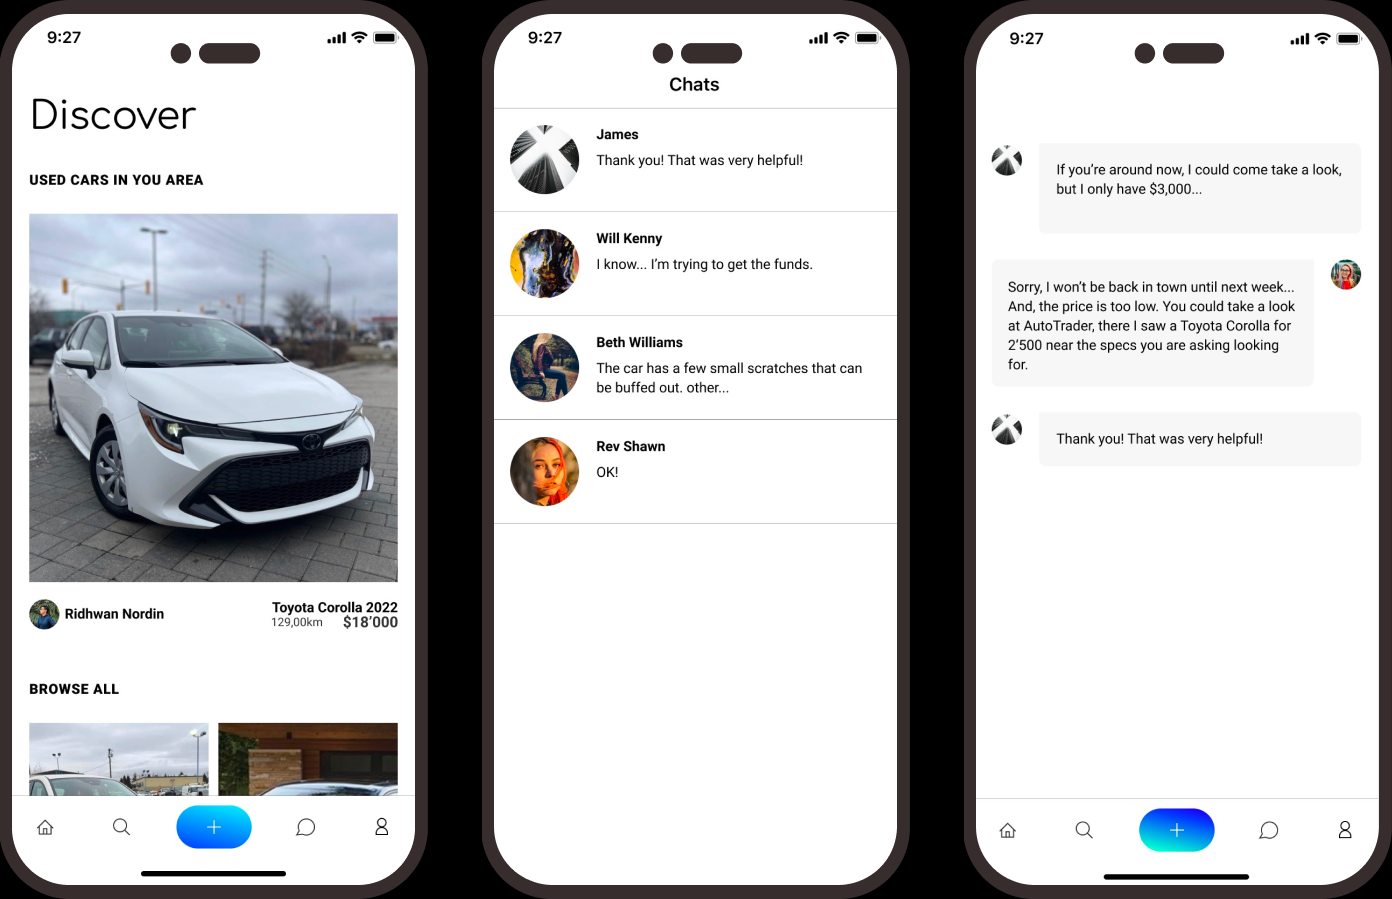 9:27
Discover
USED CARS IN YOU AREA
Ridhwan Nordin
Toyota Corolla 2022
129,00km $18'000
BROWSE ALL
9:27
Chats
James
Thank you! That was very helpful!
Will Kenny
I know... I’m trying to get the funds.
Beth Williams
The car has a few small scratches that can
be buffed out. other...
Rev Shawn
OK!
9:27
If you’re around now, I could come take a look,
but I only have $3,000...
Sorry, I won’t be back in town until next week...
And, the price is too low. You could take a look
at AutoTrader, there I saw a Toyota Corolla for
2’500 near the specs you are asking looking
for.
Thank you! That was very helpful!